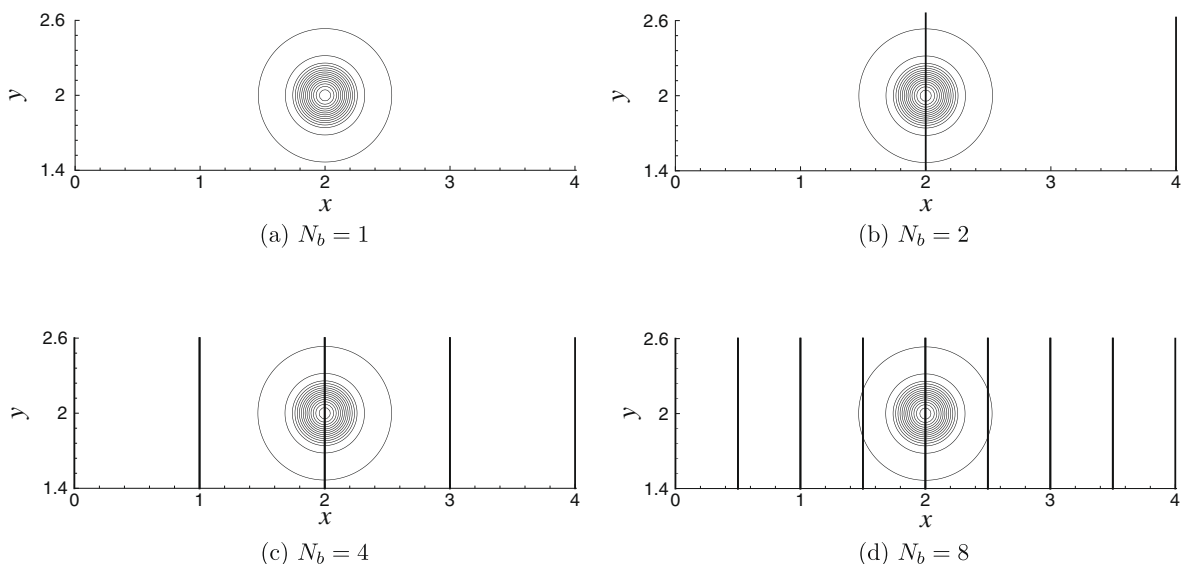 2.6
y
2
1.4
0 1 2 3 4
x
(a) N_b = 1
2.6
y
2
1.4
0 1 2 3 4
x
(b) N_b = 2
2.6
y
2
1.4
0 1 2 3 4
x
(c) N_b = 4
2.6
y
2
1.4
0 1 2 3 4
x
(d) N_b = 8